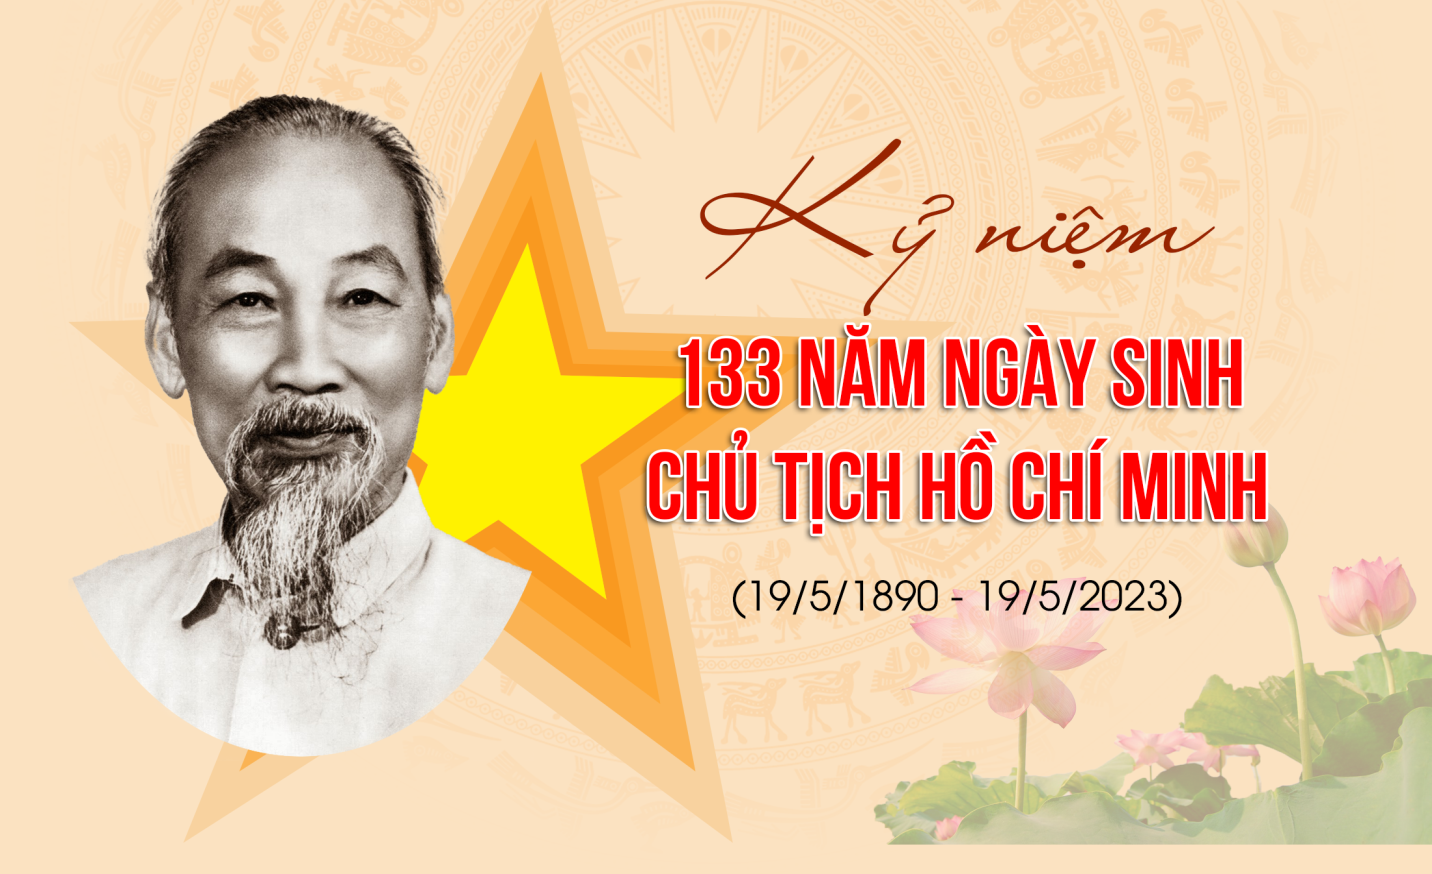 Kỷ niệm
133 NĂM NGÀY SINH
CHỦ TỊCH HỒ CHÍ MINH
(19/5/1890 - 19/5/2023)